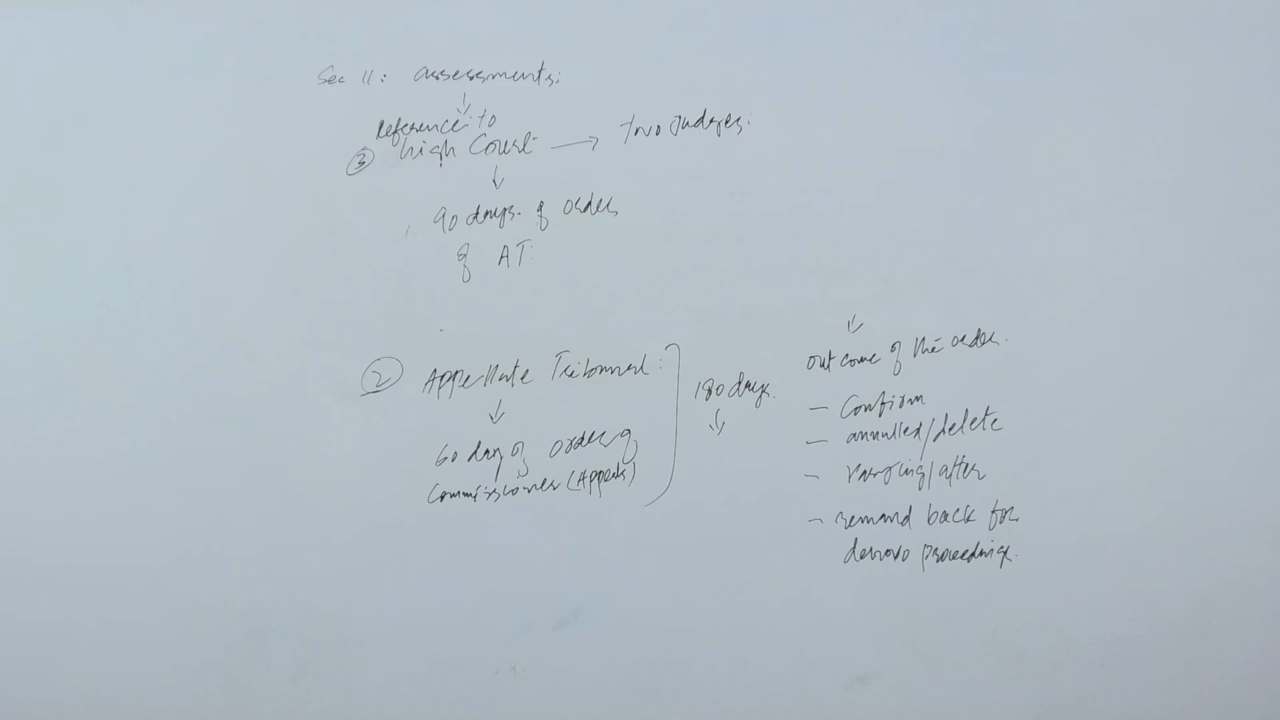 Sec 11: assessments:
↓
Reference to
③ high Court → two Judges.
↓
90 days of order
of AT.
② Appellate Tribunal:
↓
60 day of order of
Commissioner (Appeals)
180 days.
↓
↓
outcome of the order.
- Confirm
- annulled/delete
- varying/alter
- remand back for
denovo proceedings.